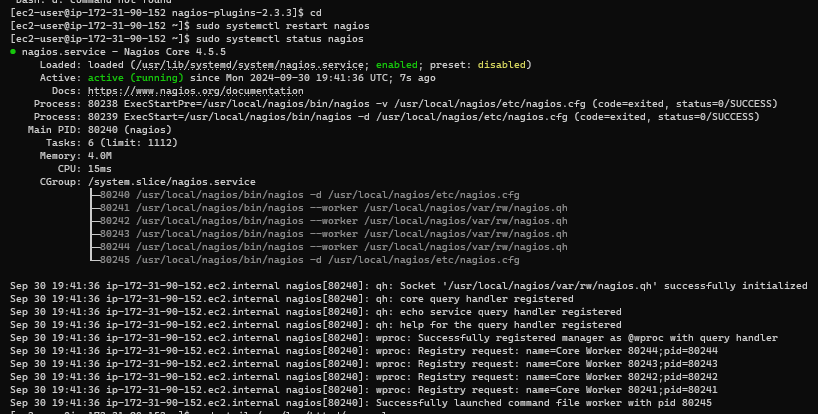 [ec2-user@ip-172-31-90-152 nagios-plugins-2.3.3]$ cd
[ec2-user@ip-172-31-90-152 ~]$ sudo systemctl restart nagios
[ec2-user@ip-172-31-90-152 ~]$ sudo systemctl status nagios
● nagios.service - Nagios Core 4.5.5
Loaded: loaded (/usr/lib/systemd/system/nagios.service; enabled; preset: disabled)
Active: active (running) since Mon 2024-09-30 19:41:36 UTC; 7s ago
Docs: https://www.nagios.org/documentation
Process: 80238 ExecStartPre=/usr/local/nagios/bin/nagios -v /usr/local/nagios/etc/nagios.cfg (code=exited, status=0/SUCCESS)
Process: 80239 ExecStart=/usr/local/nagios/bin/nagios -d /usr/local/nagios/etc/nagios.cfg (code=exited, status=0/SUCCESS)
Main PID: 80240 (nagios)
Tasks: 6 (limit: 1112)
Memory: 4.0M
CPU: 15ms
CGroup: /system.slice/nagios.service
├─80240 /usr/local/nagios/bin/nagios -d /usr/local/nagios/etc/nagios.cfg
├─80241 /usr/local/nagios/bin/nagios --worker /usr/local/nagios/var/rw/nagios.qh
├─80242 /usr/local/nagios/bin/nagios --worker /usr/local/nagios/var/rw/nagios.qh
├─80243 /usr/local/nagios/bin/nagios --worker /usr/local/nagios/var/rw/nagios.qh
├─80244 /usr/local/nagios/bin/nagios --worker /usr/local/nagios/var/rw/nagios.qh
└─80245 /usr/local/nagios/bin/nagios -d /usr/local/nagios/etc/nagios.cfg
Sep 30 19:41:36 ip-172-31-90-152.ec2.internal nagios[80240]: qh: Socket '/usr/local/nagios/var/rw/nagios.qh' successfully initialized
Sep 30 19:41:36 ip-172-31-90-152.ec2.internal nagios[80240]: qh: core query handler registered
Sep 30 19:41:36 ip-172-31-90-152.ec2.internal nagios[80240]: qh: echo service query handler registered
Sep 30 19:41:36 ip-172-31-90-152.ec2.internal nagios[80240]: qh: help for the query handler registered
Sep 30 19:41:36 ip-172-31-90-152.ec2.internal nagios[80240]: wproc: Successfully registered manager as @wproc with query handler
Sep 30 19:41:36 ip-172-31-90-152.ec2.internal nagios[80240]: wproc: Registry request: name=Core Worker 80244;pid=80244
Sep 30 19:41:36 ip-172-31-90-152.ec2.internal nagios[80240]: wproc: Registry request: name=Core Worker 80243;pid=80243
Sep 30 19:41:36 ip-172-31-90-152.ec2.internal nagios[80240]: wproc: Registry request: name=Core Worker 80242;pid=80242
Sep 30 19:41:36 ip-172-31-90-152.ec2.internal nagios[80240]: wproc: Registry request: name=Core Worker 80241;pid=80241
Sep 30 19:41:36 ip-172-31-90-152.ec2.internal nagios[80240]: Successfully launched command file worker with pid 80245